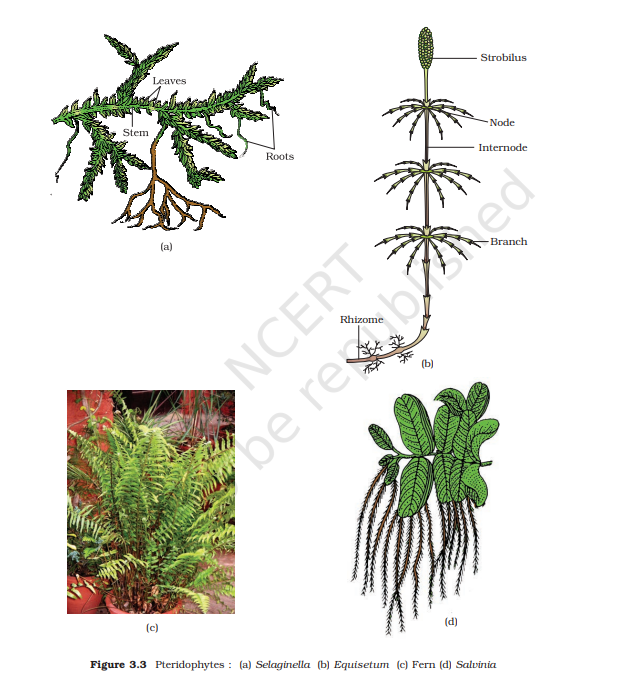 Strobilus
Leaves
Node
Stem
Internode
Roots
(a)
Branch
Rhizome
(b)
(c)
(d)
NCERT
be republished
Figure 3.3 Pteridophytes : (a) Selaginella (b) Equisetum (c) Fern (d) Salvinia